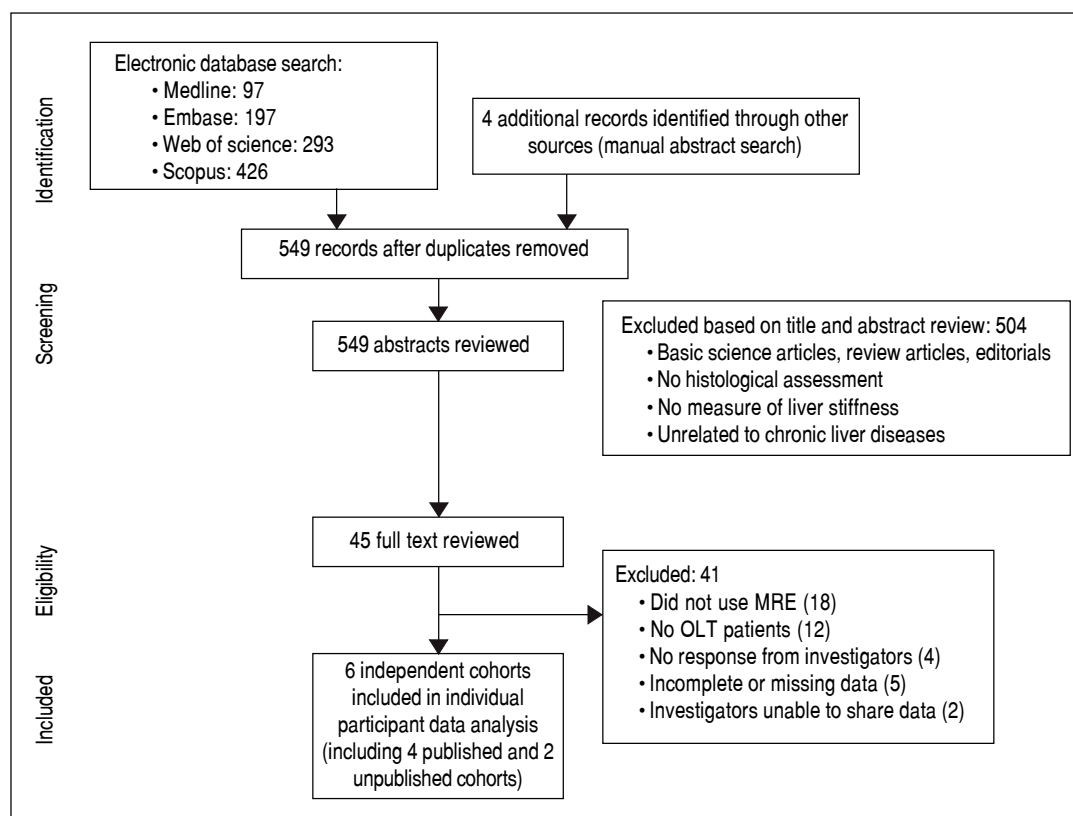 Identification
Electronic database search:
• Medline: 97
• Embase: 197
• Web of science: 293
• Scopus: 426
4 additional records identified through other
sources (manual abstract search)
549 records after duplicates removed
Screening
549 abstracts reviewed
Excluded based on title and abstract review: 504
• Basic science articles, review articles, editorials
• No histological assessment
• No measure of liver stiffness
• Unrelated to chronic liver diseases
Eligibility
45 full text reviewed
Excluded: 41
• Did not use MRE (18)
• No OLT patients (12)
• No response from investigators (4)
• Incomplete or missing data (5)
• Investigators unable to share data (2)
Included
6 independent cohorts
included in individual
participant data analysis
(including 4 published and 2
unpublished cohorts)